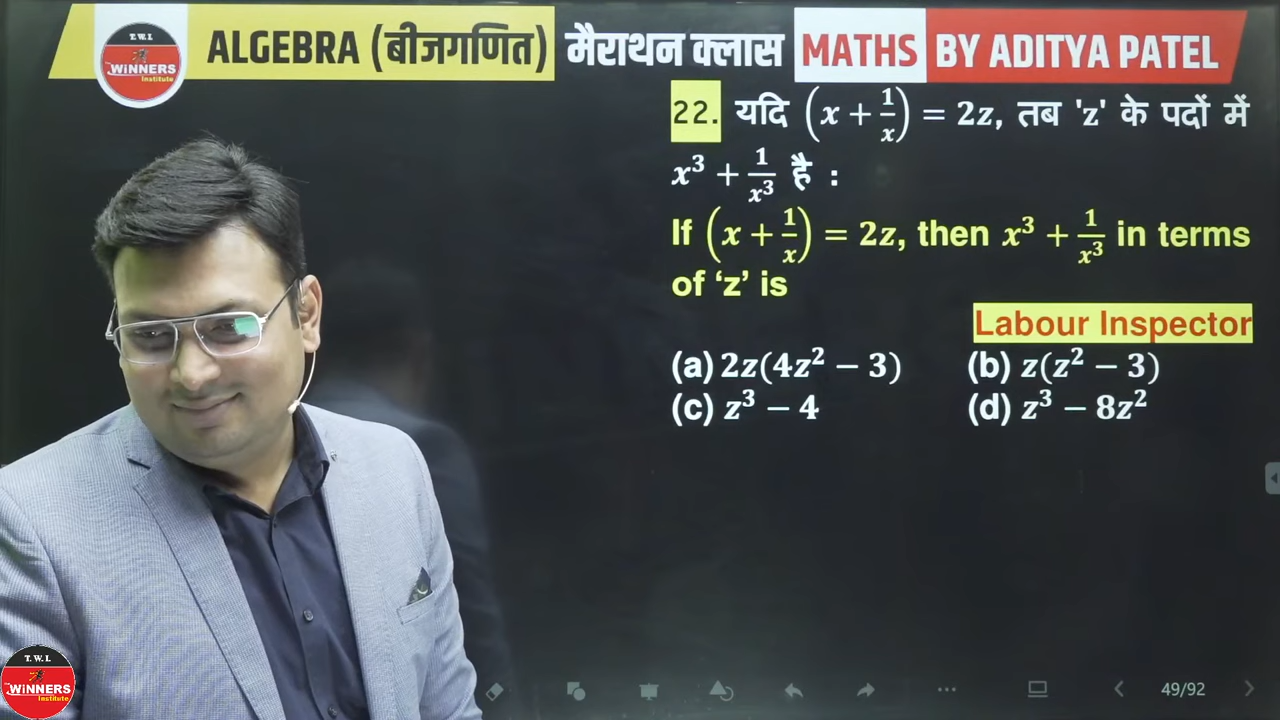 T.W.I.
The WiNNERS
Institute
ALGEBRA (बीजगणित) मैराथन क्लास MATHS BY ADITYA PATEL
22. यदि (x + 1/x) = 2z, तब 'z' के पदों में
x³ + 1/x³ है :
If (x + 1/x) = 2z, then x³ + 1/x³ in terms
of ‘z’ is
Labour Inspector
(a) 2z(4z² − 3) (b) z(z² − 3)
(c) z³ − 4 (d) z³ − 8z²
T.W.I.
The WiNNERS
Institute
49/92